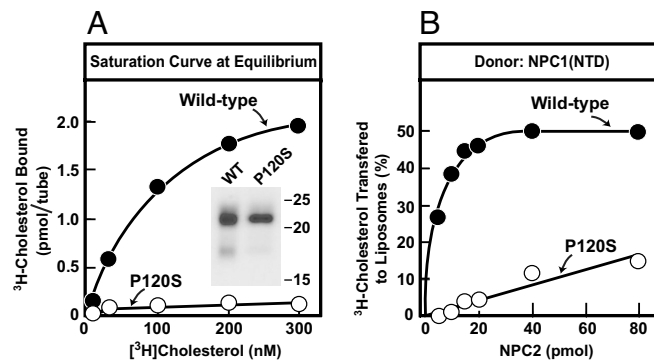 A
Saturation Curve at Equilibrium
³H-Cholesterol Bound
(pmol/tube)
2.0
1.5
1.0
0.5
0
Wild-type
WT
P120S
25
20
15
P120S
0
100
200
300
[³H]Cholesterol (nM)
B
Donor: NPC1(NTD)
³H-Cholesterol Transfered
to Liposomes (%)
50
40
30
20
10
0
Wild-type
P120S
0
20
40
60
80
NPC2 (pmol)